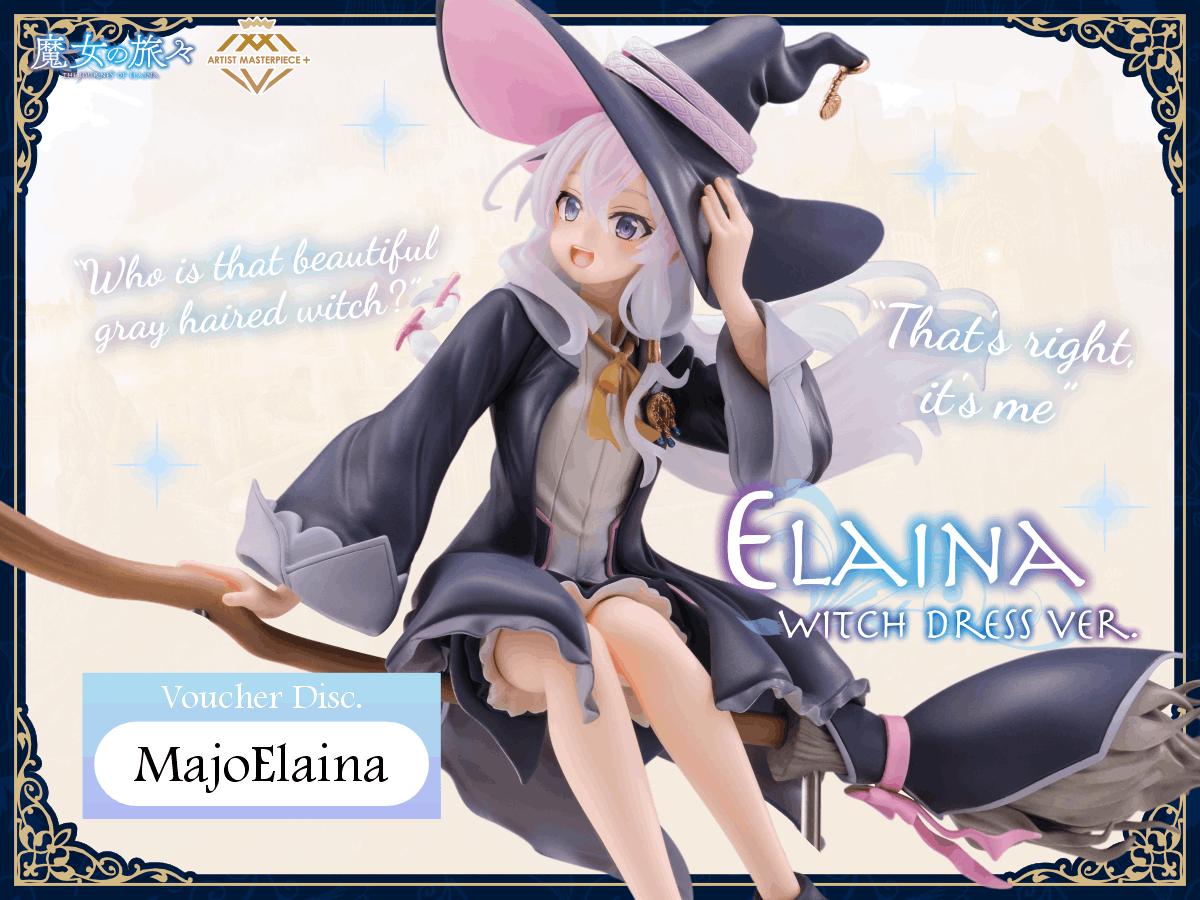 魔女の旅々
THE JOURNEY OF ELAINA
ARTIST MASTERPIECE +
“Who is that beautiful
gray haired witch?”
“That's right,
it's me”
ELAINA
WITCH DRESS VER.
Voucher Disc.
MajoElaina